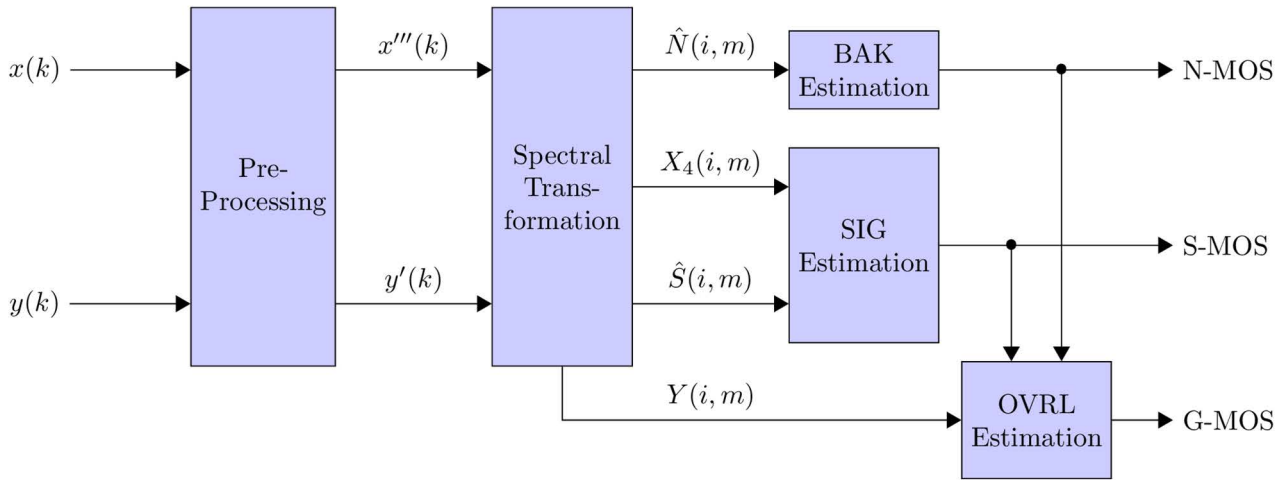 x(k)
y(k)
Pre-
Processing
x′′′(k)
y′(k)
Spectral
Trans-
formation
N̂(i, m)
X₄(i, m)
Ŝ(i, m)
Y(i, m)
BAK
Estimation
SIG
Estimation
OVRL
Estimation
N-MOS
S-MOS
G-MOS